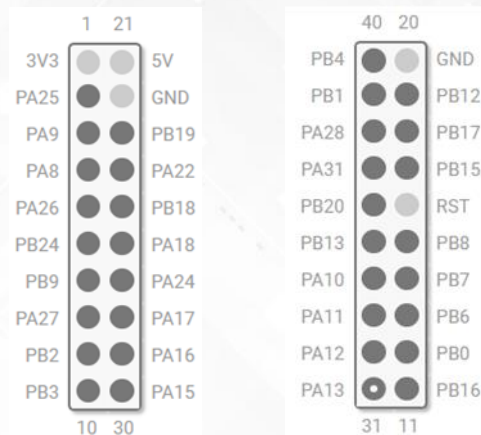 1 21
3V3 5V
PA25 GND
PA9 PB19
PA8 PA22
PA26 PB18
PB24 PA18
PB9 PA24
PA27 PA17
PB2 PA16
PB3 PA15
10 30
40 20
PB4 GND
PB1 PB12
PA28 PB17
PA31 PB15
PB20 RST
PB13 PB8
PA10 PB7
PA11 PB6
PA12 PB0
PA13 PB16
31 11